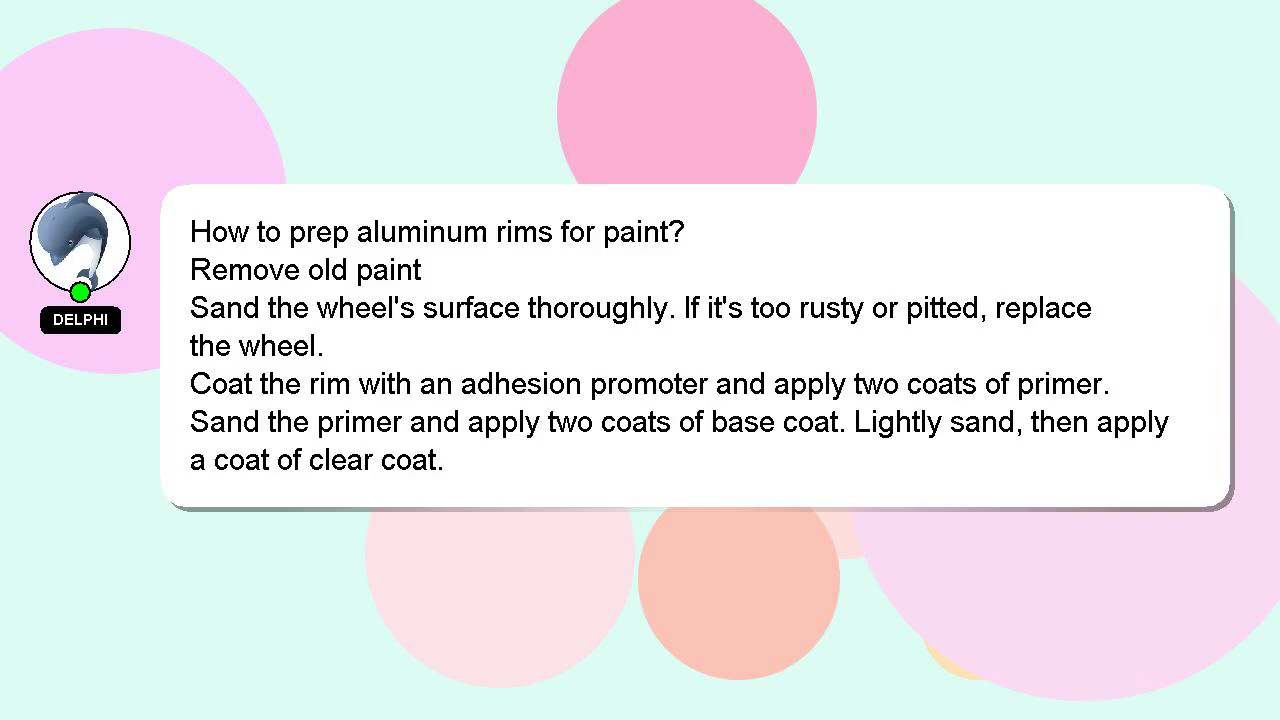 How to prep aluminum rims for paint?
Remove old paint
Sand the wheel's surface thoroughly. If it's too rusty or pitted, replace
the wheel.
Coat the rim with an adhesion promoter and apply two coats of primer.
Sand the primer and apply two coats of base coat. Lightly sand, then apply
a coat of clear coat.
DELPHI